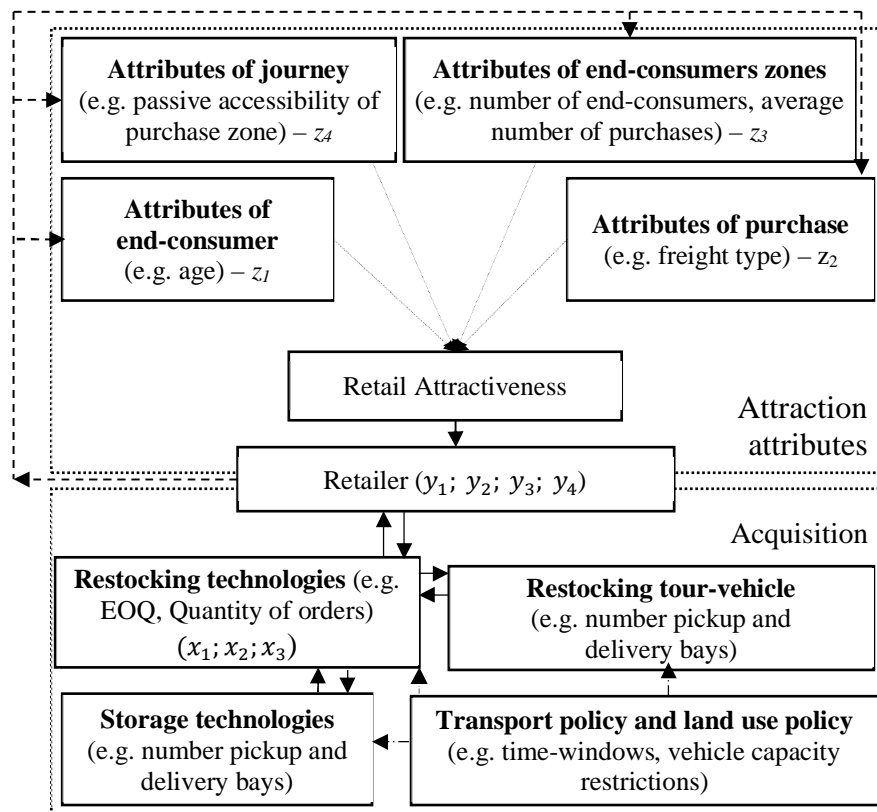 Attributes of journey
(e.g. passive accessibility of
purchase zone) – z4
Attributes of end-consumers zones
(e.g. number of end-consumers, average
number of purchases) – z3
Attributes of
end-consumer
(e.g. age) – z1
Attributes of purchase
(e.g. freight type) – z2
Retail Attractiveness
Attraction
attributes
Retailer (y1; y2; y3; y4)
Acquisition
Restocking technologies (e.g.
EOQ, Quantity of orders)
(x1; x2; x3)
Restocking tour-vehicle
(e.g. number pickup and
delivery bays)
Storage technologies
(e.g. number pickup and
delivery bays)
Transport policy and land use policy
(e.g. time-windows, vehicle capacity
restrictions)